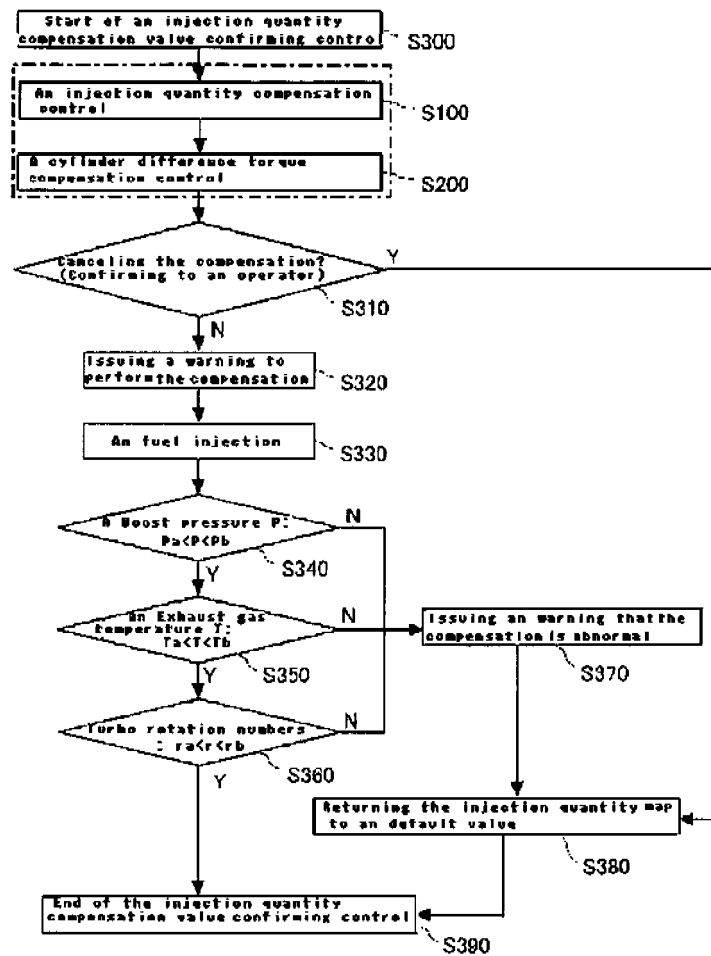 Start of an injection quantity
compensation value confirming control
S300
An injection quantity compensation
control
S100
A cylinder difference torque
compensation control
S200
Canceling the compensation?
(Confirming to an operator)
Y
S310
N
Issuing a warning to
perform the compensation
S320
An fuel injection
S330
A Boost pressure P:
Pa<P<Pb
N
S340
Y
An Exhaust gas
temperature T:
Ta<T<Tb
N
S350
Y
Issuing an warning that the
compensation is abnormal
S370
Turbo rotation numbers
: ra<r<rb
N
S360
Y
Returning the injection quantity map
to an default value
S380
End of the injection quantity
compensation value confirming control
S390